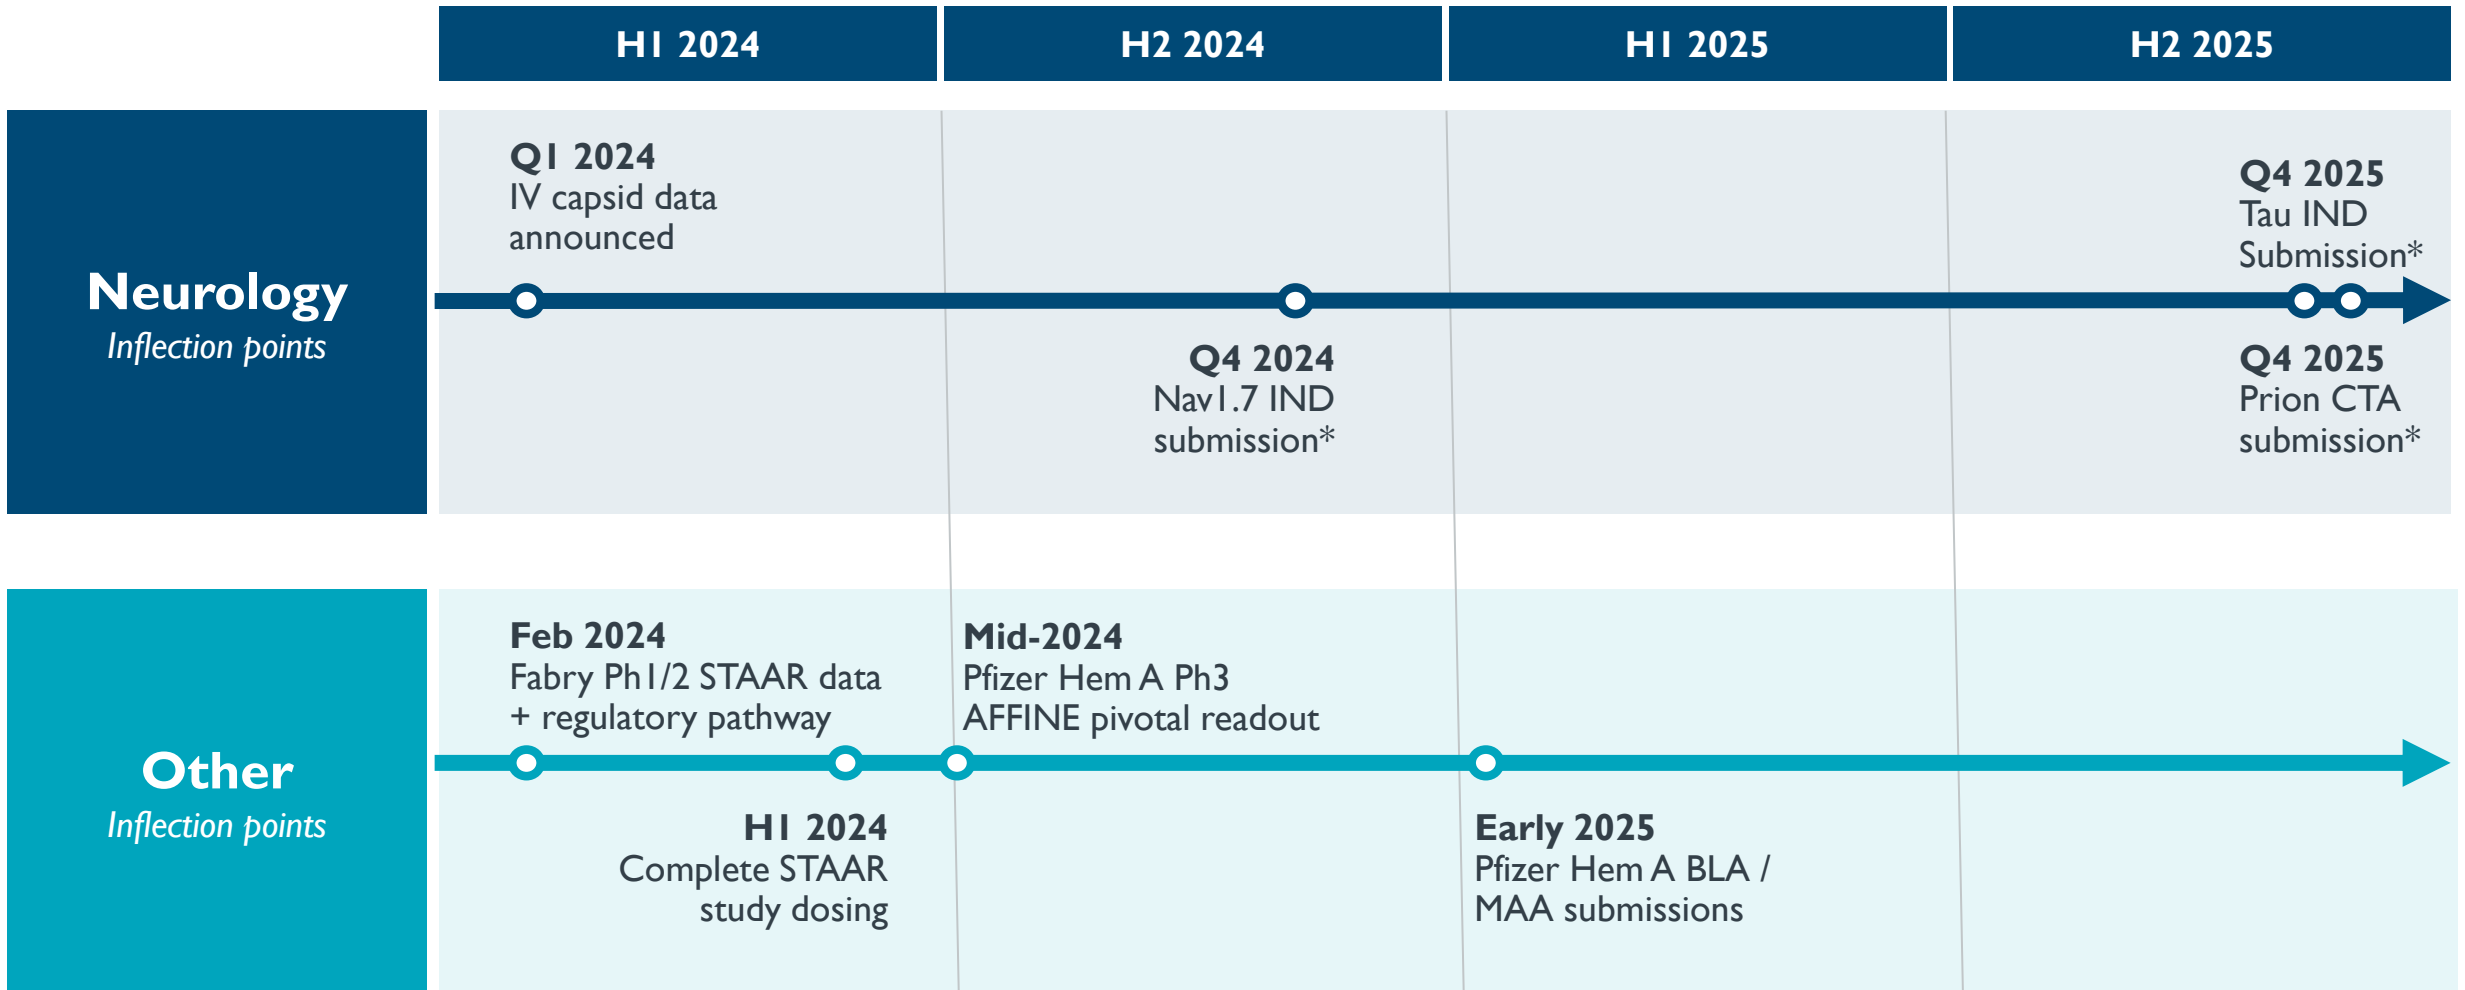 H1 2024
H2 2024
H1 2025
H2 2025
Neurology
Inflection points
Q1 2024
IV capsid data
announced
Q4 2024
Nav1.7 IND
submission*
Q4 2025
Tau IND
Submission*
Q4 2025
Prion CTA
submission*
Other
Inflection points
Feb 2024
Fabry Ph1/2 STAAR data
+ regulatory pathway
H1 2024
Complete STAAR
study dosing
Mid-2024
Pfizer Hem A Ph3
AFFINE pivotal readout
Early 2025
Pfizer Hem A BLA /
MAA submissions